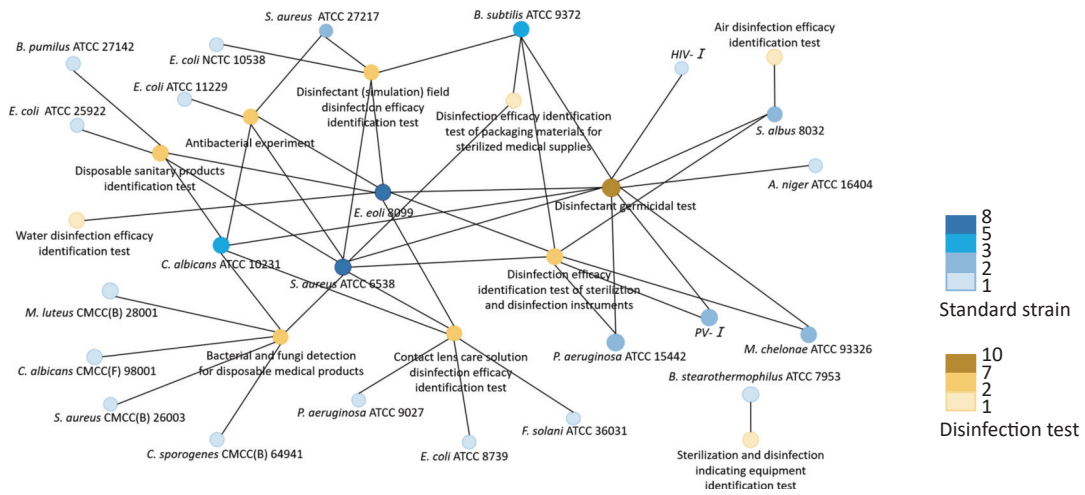 S. aureus ATCC 27217
B. subtilis ATCC 9372
Air disinfection efficacy
identification test
B. pumilus ATCC 27142
E. coli NCTC 10538
HIV- I
E. coli ATCC 11229
Disinfectant (simulation) field
disinfection efficacy
identification test
E. coli ATCC 25922
Antibacterial experiment
Disinfection efficacy identification
test of packaging materials for
sterilized medical supplies
S. albus 8032
Disposable sanitary products
identification test
A. niger ATCC 16404
E. eoli 8099
Disinfectant germicidal test
Water disinfection efficacy
identification test
C. albicans ATCC 10231
S. aureus ATCC 6538
Disinfection efficacy
identification test of steriliztion
and disinfection instruments
M. luteus CMCC(B) 28001
PV- I
Bacterial and fungi detection
for disposable medical products
Contact lens care solution
disinfection efficacy
identification test
P. aeruginosa ATCC 15442
M. chelonae ATCC 93326
C. albicans CMCC(F) 98001
B. stearothermophilus ATCC 7953
S. aureus CMCC(B) 26003
P. aeruginosa ATCC 9027
F. solani ATCC 36031
C. sporogenes CMCC(B) 64941
E. coli ATCC 8739
Sterilization and disinfection
indicating equipment
identification test
8
5
3
2
1
Standard strain
10
7
2
1
Disinfection test